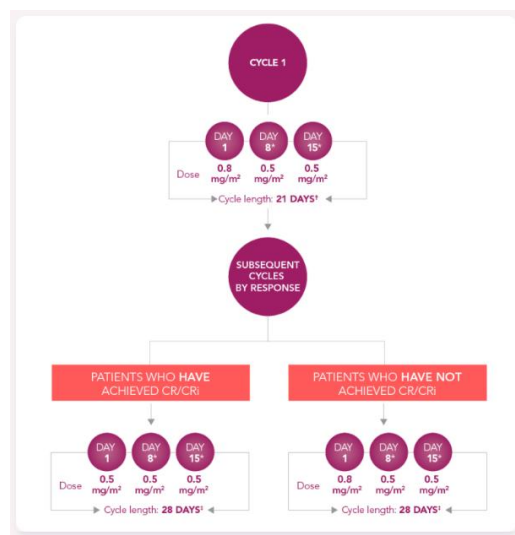 CYCLE 1
DAY 1 DAY 8* DAY 15*
Dose 0.8 mg/m² 0.5 mg/m² 0.5 mg/m²
Cycle length: 21 DAYS†
SUBSEQUENT
CYCLES
BY RESPONSE
PATIENTS WHO HAVE
ACHIEVED CR/CRi
PATIENTS WHO HAVE NOT
ACHIEVED CR/CRi
DAY 1 DAY 8* DAY 15*
Dose 0.5 mg/m² 0.5 mg/m² 0.5 mg/m²
Cycle length: 28 DAYS‡
DAY 1 DAY 8* DAY 15*
Dose 0.8 mg/m² 0.5 mg/m² 0.5 mg/m²
Cycle length: 28 DAYS‡